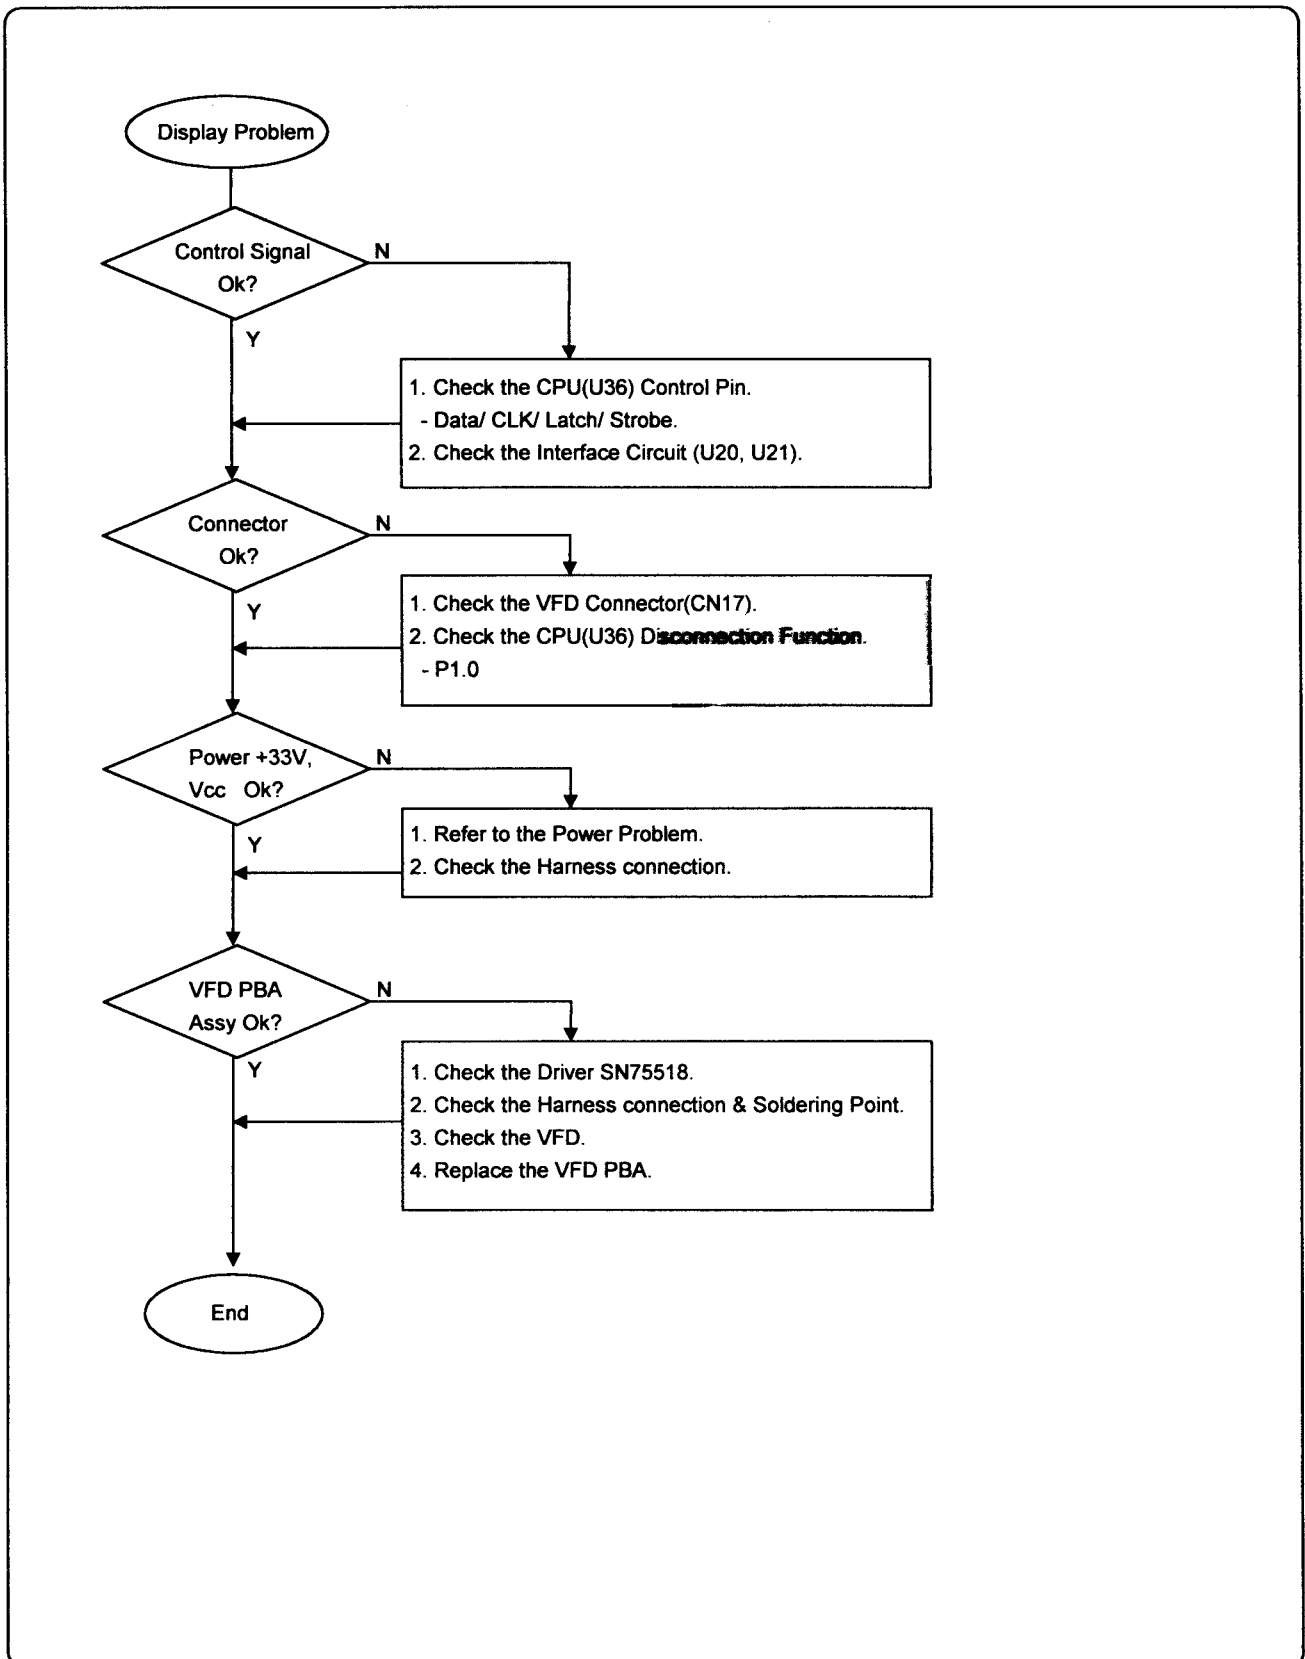 Display Problem
Control Signal
Ok?
N
Y
1. Check the CPU(U36) Control Pin.
- Data/ CLK/ Latch/ Strobe.
2. Check the Interface Circuit (U20, U21).
Connector
Ok?
N
Y
1. Check the VFD Connector(CN17).
2. Check the CPU(U36) Disconnection Function.
- P1.0
Power +33V,
Vcc Ok?
N
Y
1. Refer to the Power Problem.
2. Check the Harness connection.
VFD PBA
Assy Ok?
N
Y
1. Check the Driver SN75518.
2. Check the Harness connection & Soldering Point.
3. Check the VFD.
4. Replace the VFD PBA.
End